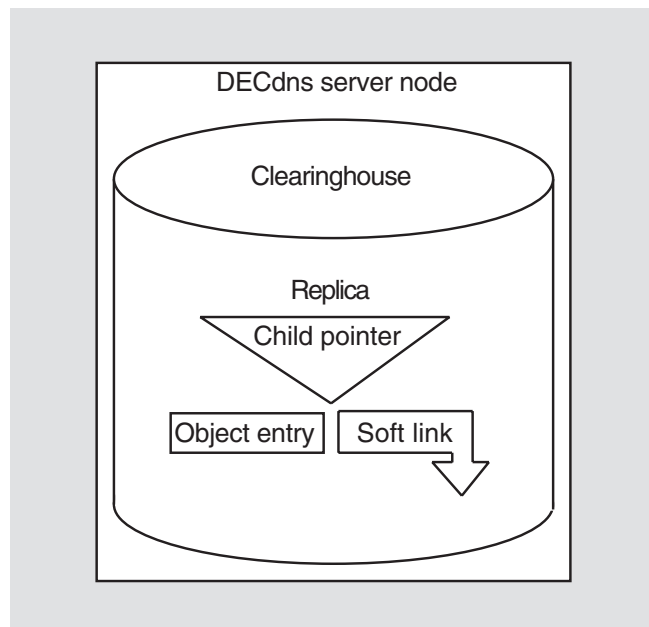 DECdns server node
Clearinghouse
Replica
Child pointer
Object entry
Soft link